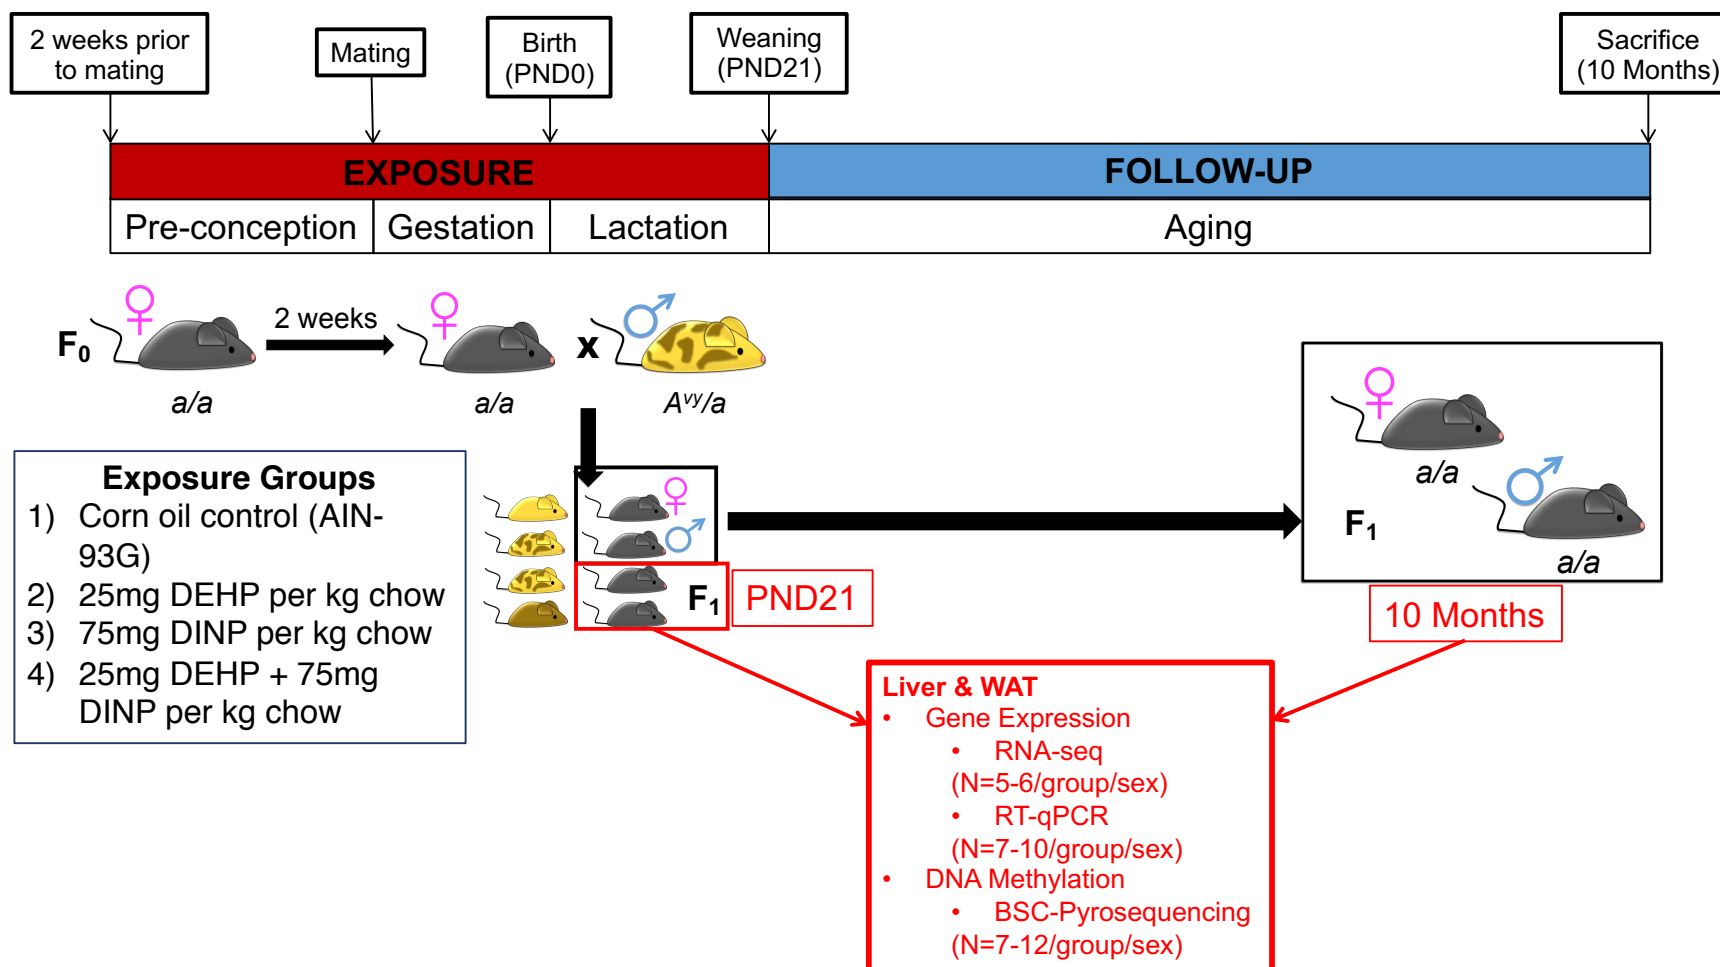 2 weeks prior
to mating
Mating
Birth
(PND0)
Weaning
(PND21)
Sacrifice
(10 Months)
EXPOSURE
FOLLOW-UP
Pre-conception
Gestation
Lactation
Aging
F0
2 weeks
x
a/a
a/a
A^vy/a
Exposure Groups
1) Corn oil control (AIN-
93G)
2) 25mg DEHP per kg chow
3) 75mg DINP per kg chow
4) 25mg DEHP + 75mg
DINP per kg chow
F1
PND21
a/a
F1
a/a
10 Months
Liver & WAT
• Gene Expression
• RNA-seq
(N=5-6/group/sex)
• RT-qPCR
(N=7-10/group/sex)
• DNA Methylation
• BSC-Pyrosequencing
(N=7-12/group/sex)